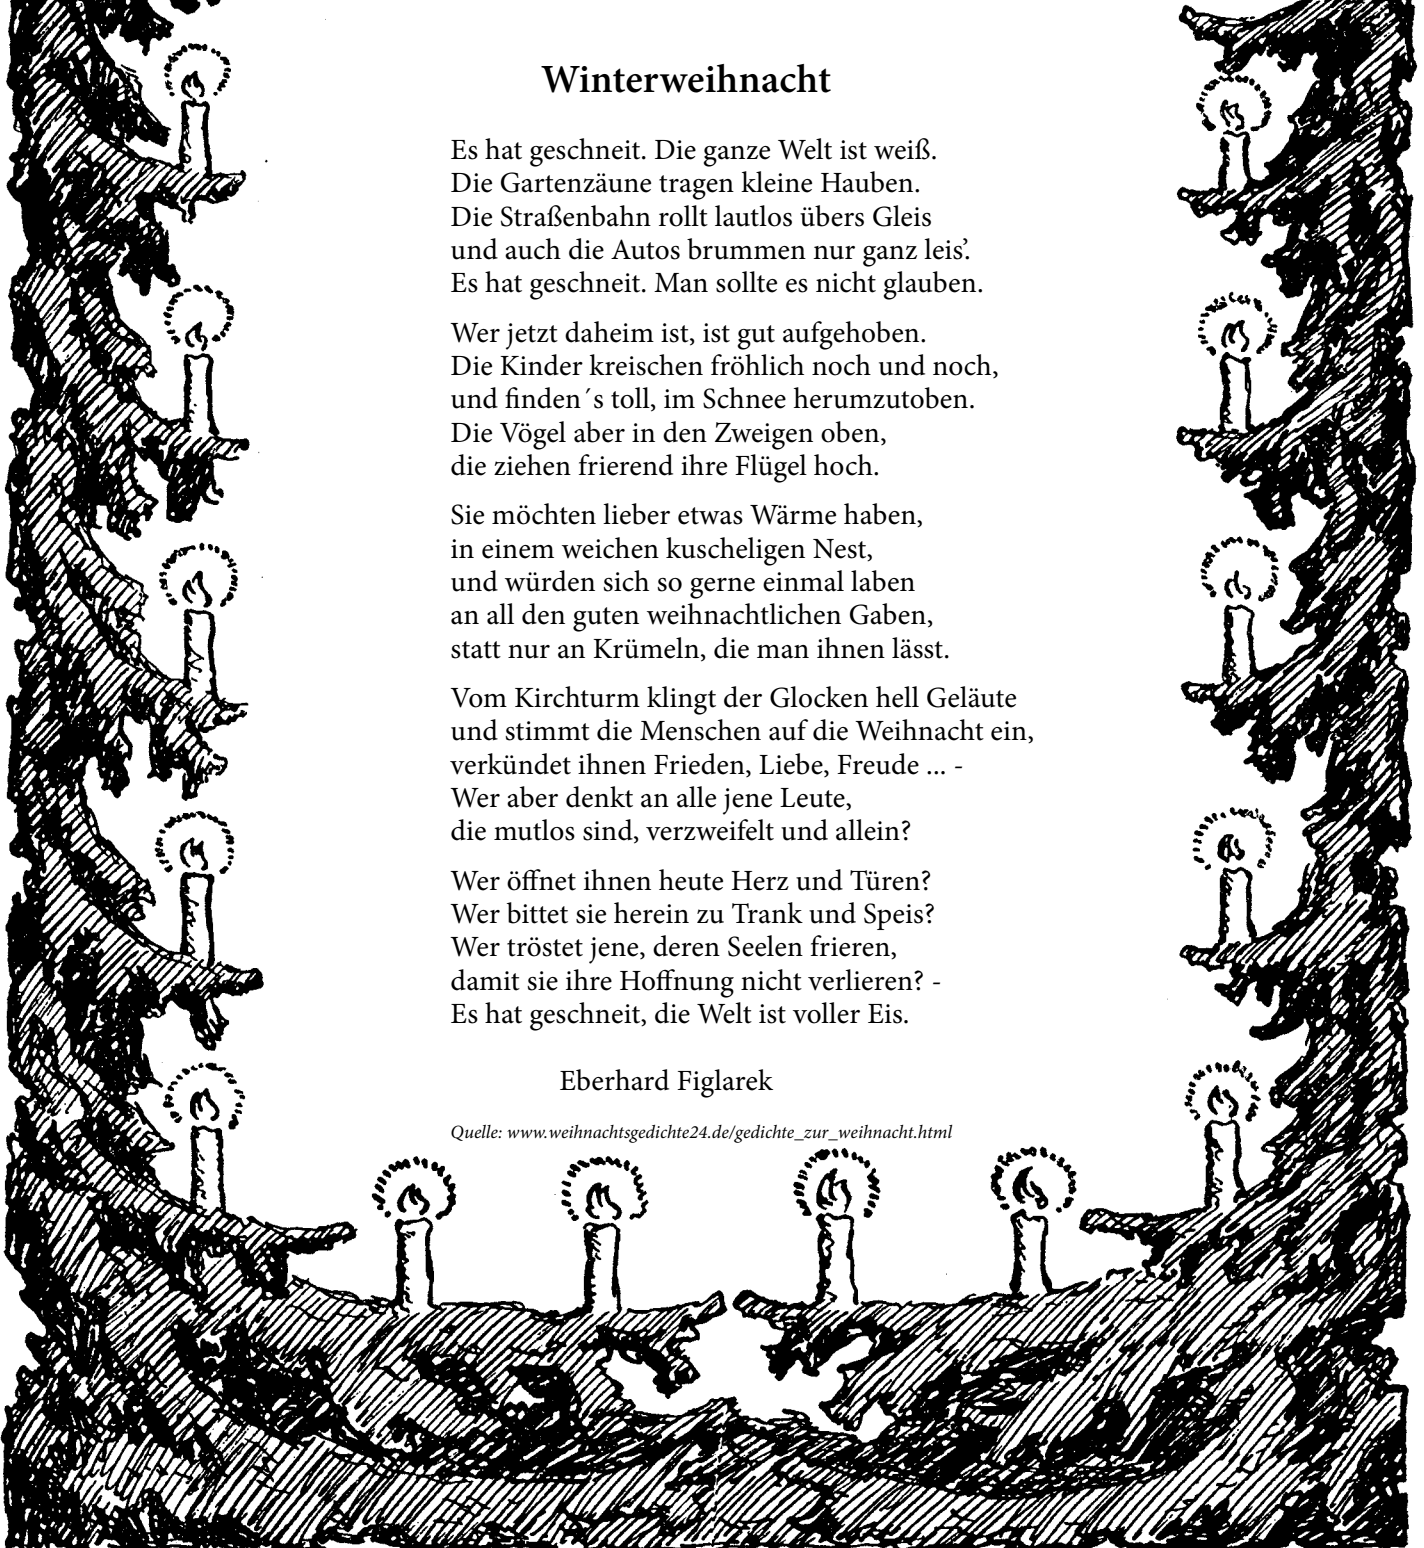 Winterweihnacht
Es hat geschneit. Die ganze Welt ist weiß.
Die Gartenzäune tragen kleine Hauben.
Die Straßenbahn rollt lautlos übers Gleis
und auch die Autos brummen nur ganz leis’.
Es hat geschneit. Man sollte es nicht glauben.
Wer jetzt daheim ist, ist gut aufgehoben.
Die Kinder kreischen fröhlich noch und noch,
und finden´s toll, im Schnee herumzutoben.
Die Vögel aber in den Zweigen oben,
die ziehen frierend ihre Flügel hoch.
Sie möchten lieber etwas Wärme haben,
in einem weichen kuscheligen Nest,
und würden sich so gerne einmal laben
an all den guten weihnachtlichen Gaben,
statt nur an Krümeln, die man ihnen lässt.
Vom Kirchturm klingt der Glocken hell Geläute
und stimmt die Menschen auf die Weihnacht ein,
verkündet ihnen Frieden, Liebe, Freude ... -
Wer aber denkt an alle jene Leute,
die mutlos sind, verzweifelt und allein?
Wer öffnet ihnen heute Herz und Türen?
Wer bittet sie herein zu Trank und Speis?
Wer tröstet jene, deren Seelen frieren,
damit sie ihre Hoffnung nicht verlieren? -
Es hat geschneit, die Welt ist voller Eis.
Eberhard Figlarek
Quelle: www.weihnachtsgedichte24.de/gedichte_zur_weihnacht.html